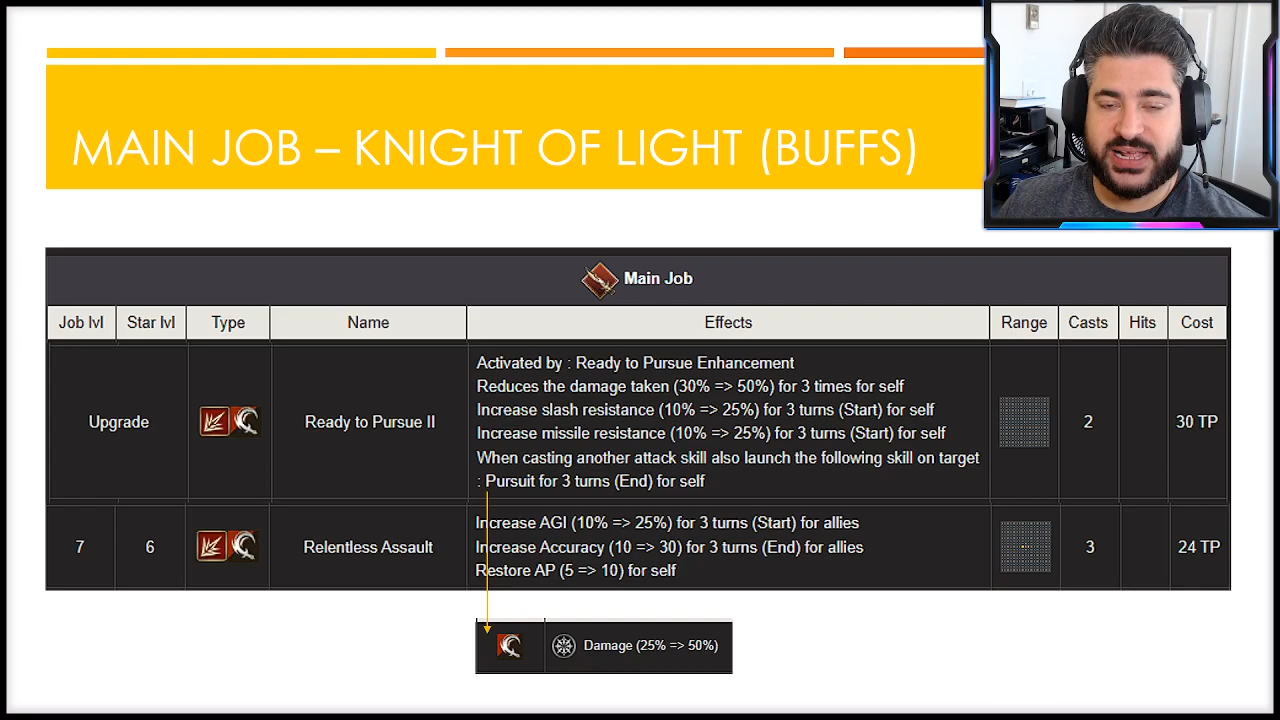 MAIN JOB – KNIGHT OF LIGHT (BUFFS)
Main Job
Job lvl Star lvl Type Name Effects Range Casts Hits Cost
Upgrade Ready to Pursue II 2 30 TP
Activated by : Ready to Pursue Enhancement
Reduces the damage taken (30% => 50%) for 3 times for self
Increase slash resistance (10% => 25%) for 3 turns (Start) for self
Increase missile resistance (10% => 25%) for 3 turns (Start) for self
When casting another attack skill also launch the following skill on target
: Pursuit for 3 turns (End) for self
7 6 Relentless Assault 3 24 TP
Increase AGI (10% => 25%) for 3 turns (Start) for allies
Increase Accuracy (10 => 30) for 3 turns (End) for allies
Restore AP (5 => 10) for self
Damage (25% => 50%)